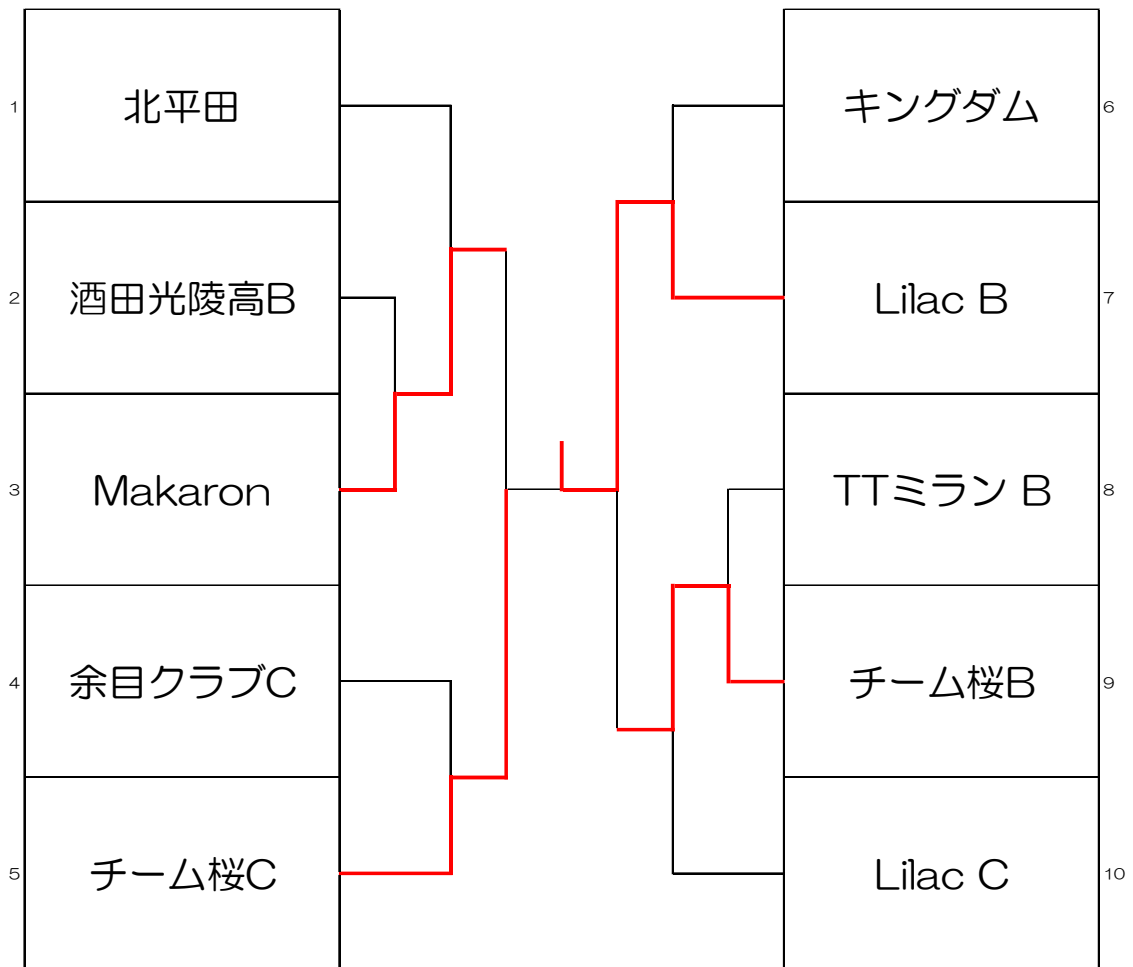 1 北平田
2 酒田光陵高B
3 Makaron
4 余目クラブC
5 チーム桜C
キングダム 6
Lilac B 7
TTミラン B 8
チーム桜B 9
Lilac C 10